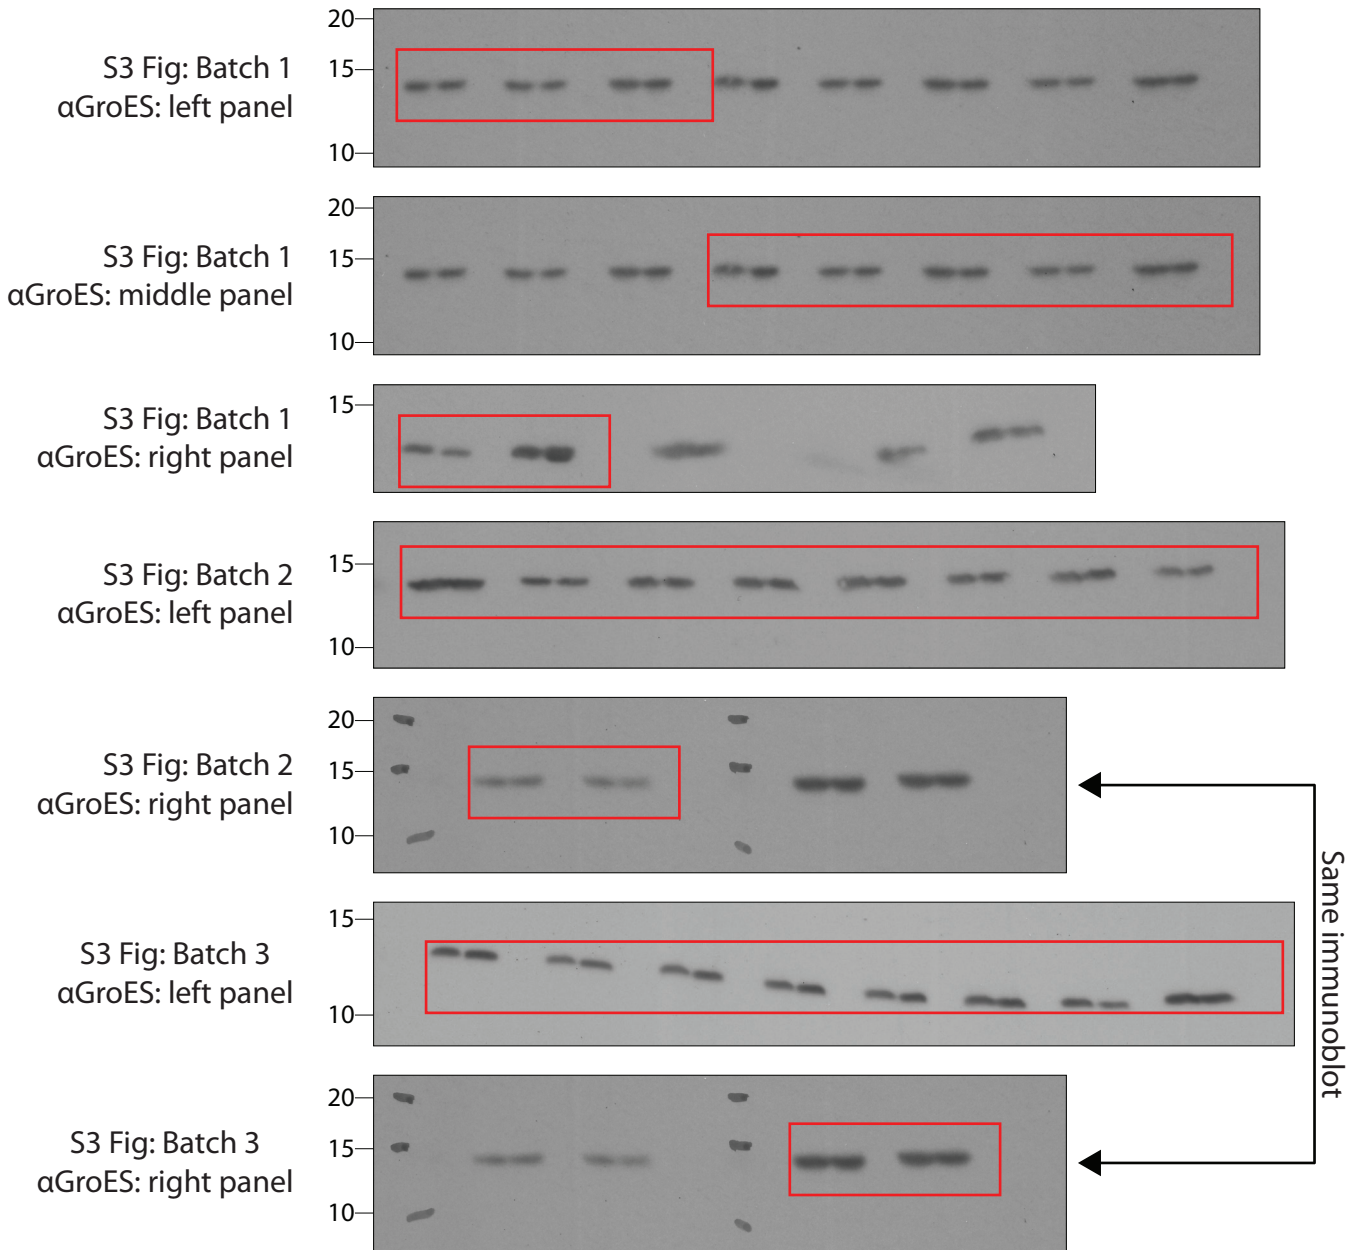 20
S3 Fig: Batch 1
15
αGroES: left panel
10
20
S3 Fig: Batch 1
15
αGroES: middle panel
10
15
S3 Fig: Batch 1
αGroES: right panel
15
S3 Fig: Batch 2
αGroES: left panel
10
20
S3 Fig: Batch 2
15
αGroES: right panel
10
Same immunoblot
15
S3 Fig: Batch 3
αGroES: left panel
10
20
S3 Fig: Batch 3
15
αGroES: right panel
10